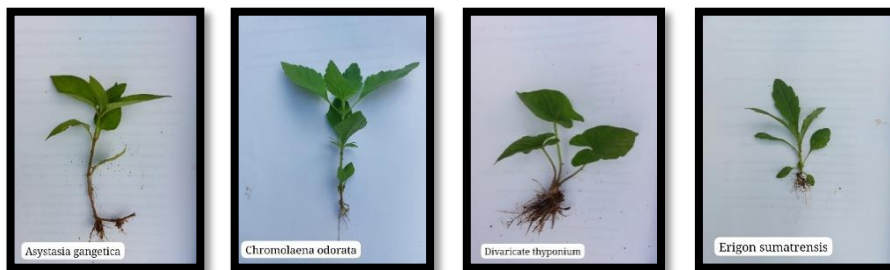 Asystasia gangetica
Chromolaena odorata
Divaricate thyponium
Erigon sumatrensis